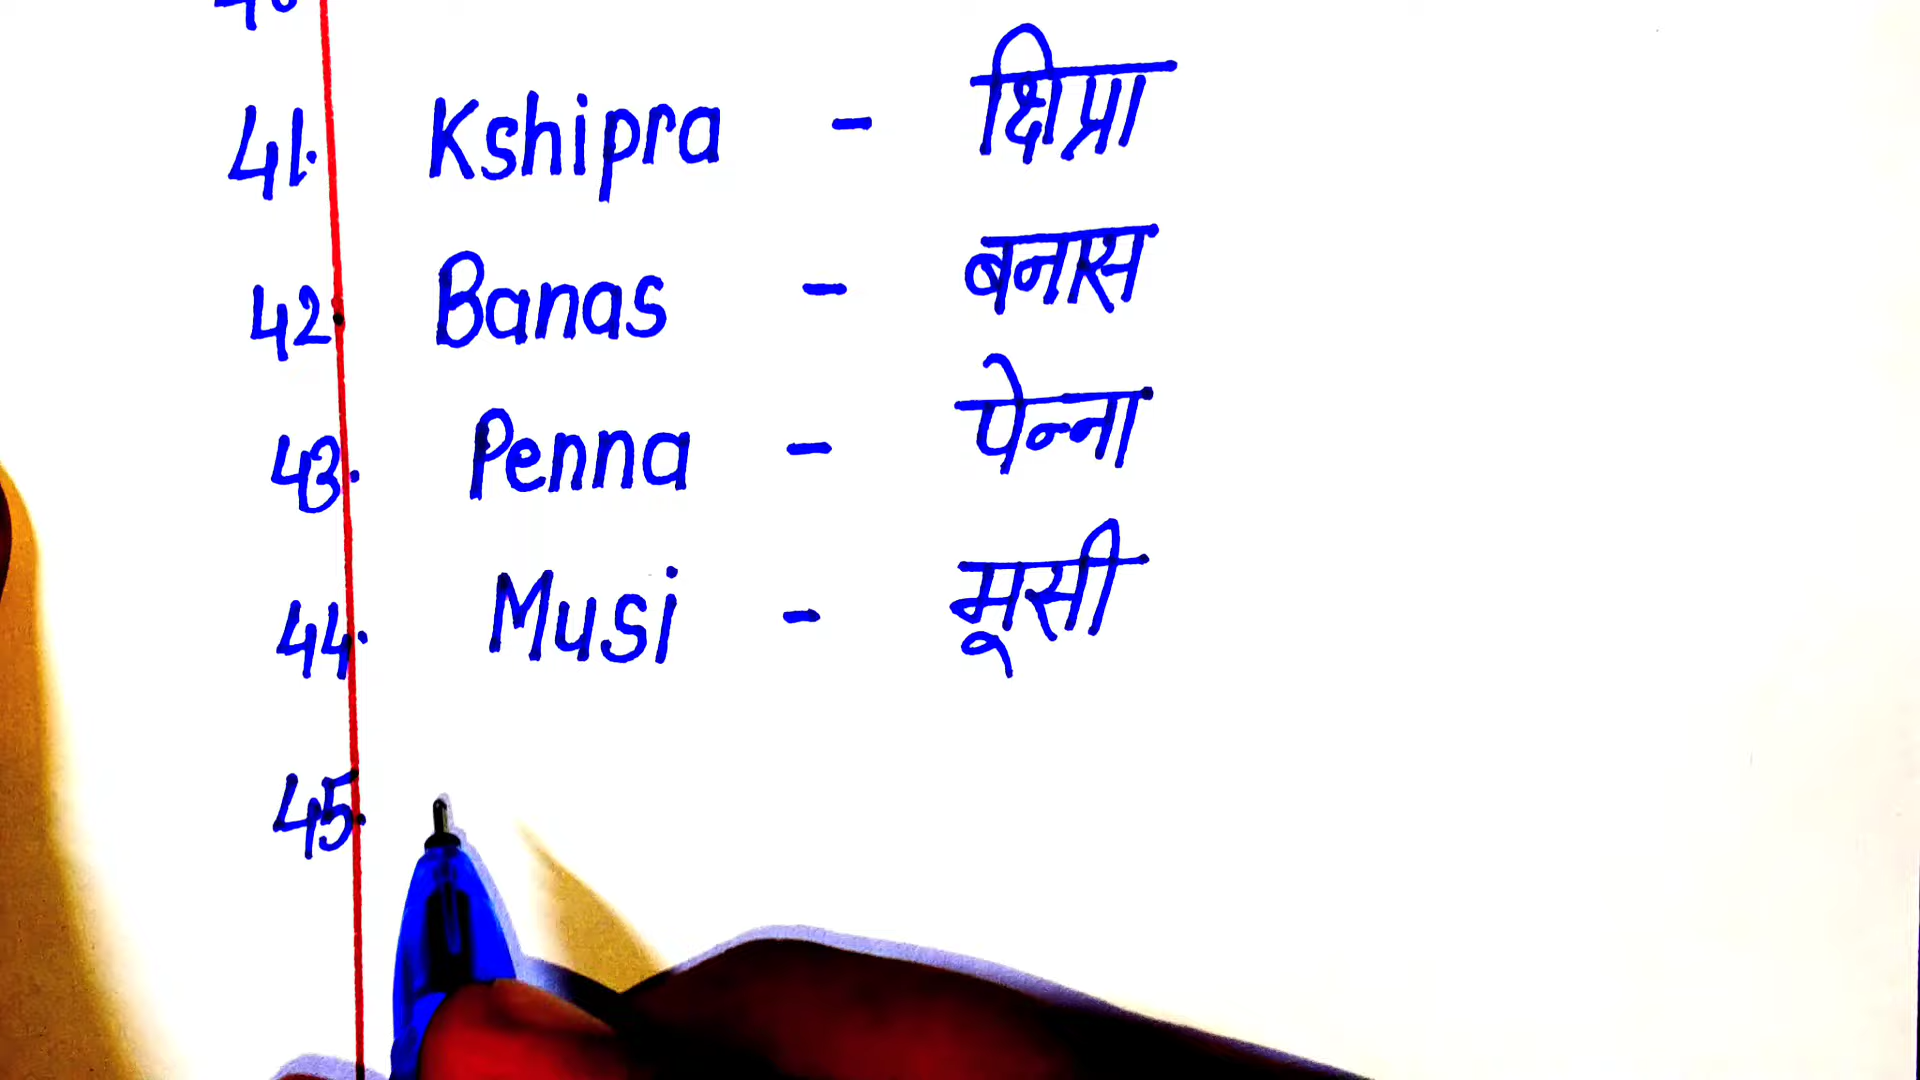 41. Kshipra - क्षिप्रा
42. Banas - बनास
43. Penna - पेन्ना
44. Musi - मूसी
45.